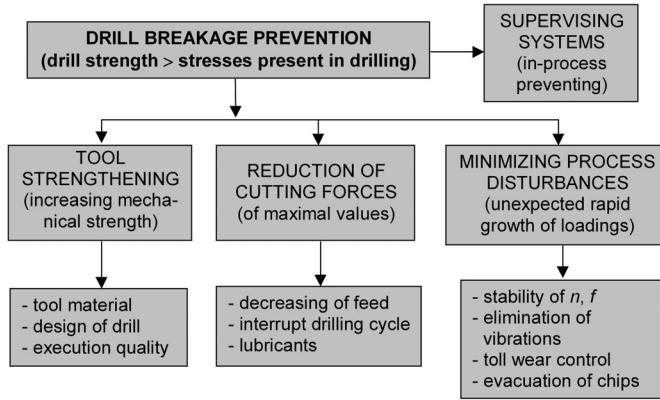 DRILL BREAKAGE PREVENTION
(drill strength > stresses present in drilling)
SUPERVISING
SYSTEMS
(in-process
preventing)
TOOL
STRENGTHENING
(increasing mecha-
nical strength)
REDUCTION OF
CUTTING FORCES
(of maximal values)
MINIMIZING PROCESS
DISTURBANCES
(unexpected rapid
growth of loadings)
- tool material
- design of drill
- execution quality
- decreasing of feed
- interrupt drilling cycle
- lubricants
- stability of n, f
- elimination of
vibrations
- toll wear control
- evacuation of chips